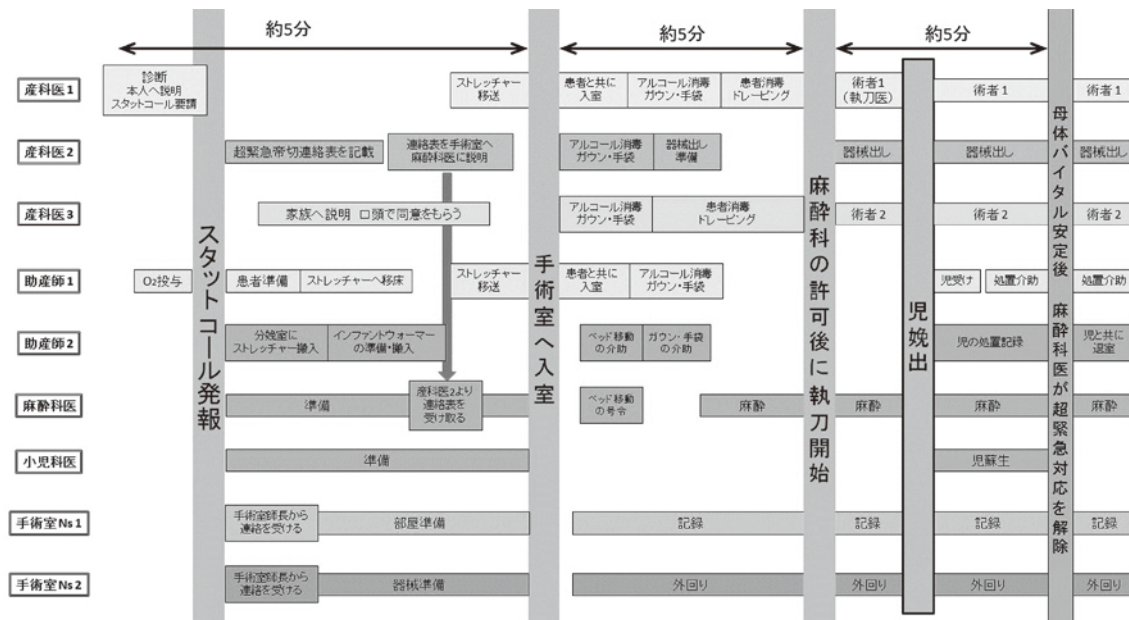 約5分
約5分
約5分
産科医1
診断
本人へ説明
スタットコール要請
ストレッチャー
移送
患者と共に
入室
アルコール消毒
ガウン・手袋
患者消毒
ドレーピング
術者1
(執刀医)
術者1
術者1
産科医2
超緊急帝切連絡表を記載
連絡表を手術室へ
麻酔科医に説明
アルコール消毒
ガウン・手袋
器械出し
準備
器械出し
器械出し
器械出し
産科医3
家族へ説明 口頭で同意をもらう
アルコール消毒
ガウン・手袋
患者消毒
ドレーピング
術者2
術者2
術者2
助産師1
O₂投与
患者準備
ストレッチャーへ移床
ストレッチャー
移送
患者と共に
入室
アルコール消毒
ガウン・手袋
児受け
処置介助
処置介助
助産師2
分娩室に
ストレッチャー搬入
インファントウォーマー
の準備・搬入
ベッド移動
の介助
ガウン・手袋
の介助
児の処置記録
児と共に
退室
麻酔科医
準備
産科医2より
連絡表を
受け取る
ベッド移動
の号令
麻酔
麻酔
麻酔
麻酔
小児科医
準備
児蘇生
手術室Ns1
手術室師長から
連絡を受ける
部屋準備
記録
記録
記録
記録
手術室Ns2
手術室師長から
連絡を受ける
器械準備
外回り
外回り
外回り
外回り
スタットコール発報
手術室へ入室
麻酔科の許可後に執刀開始
児娩出
母体バイタル安定後 麻酔科医が超緊急対応を解除